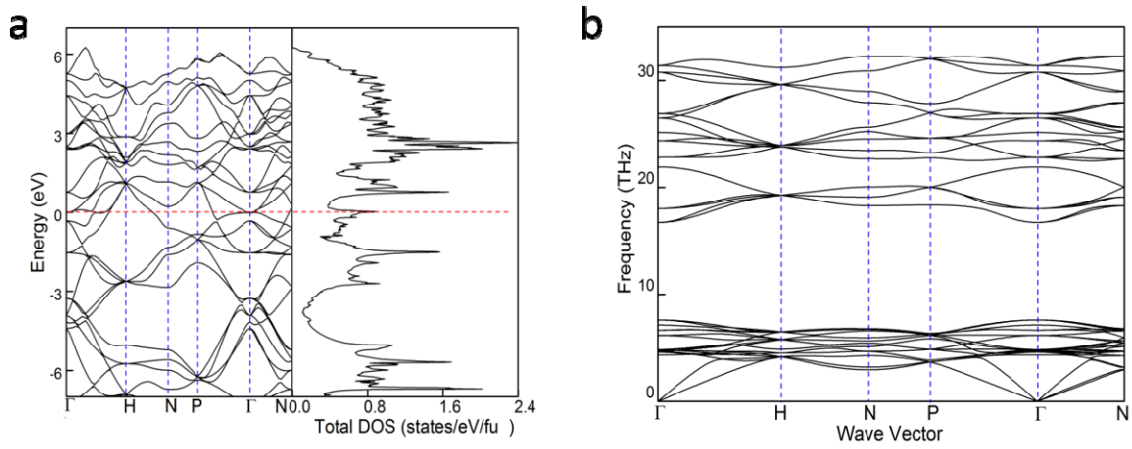 a
6
3
0
-3
-6
Energy (eV)
Γ H N P Γ N 0.0 0.8 1.6 2.4
Total DOS (states/eV/fu )
b
30
20
10
0
Frequency (THz)
Γ H N P Γ N
Wave Vector